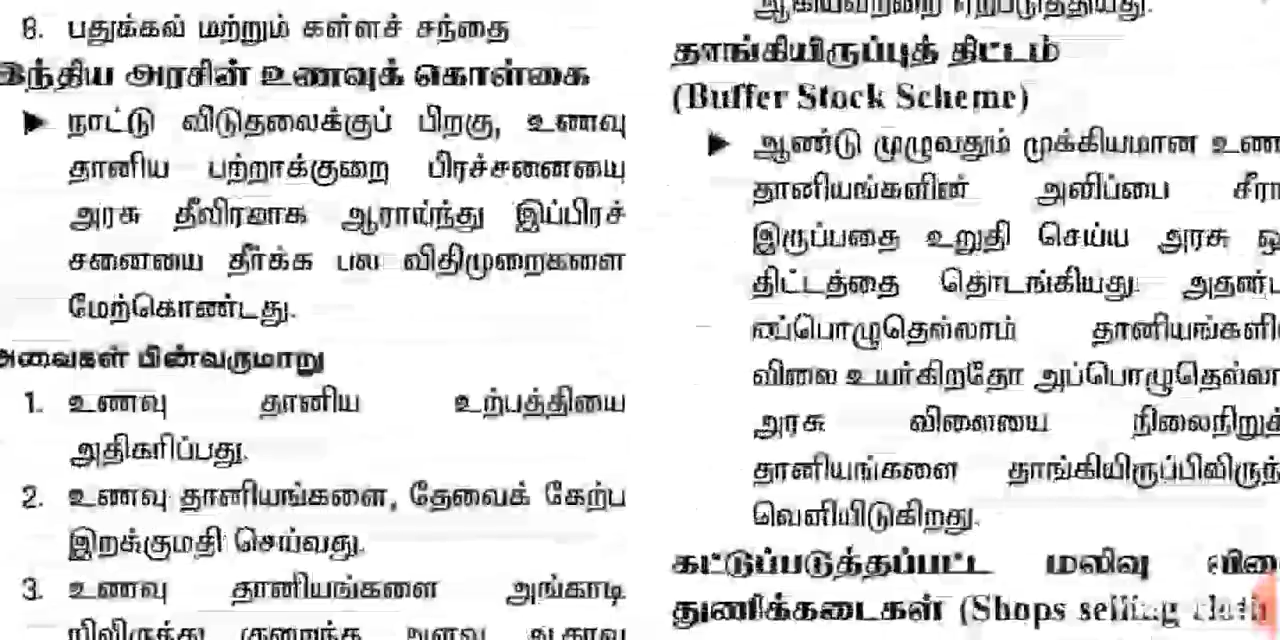 8. பதுக்கல் மற்றும் கள்ளச் சந்தை
இந்திய அரசின் உணவுக் கொள்கை
► நாட்டு விடுதலைக்குப் பிறகு, உணவு
தானிய பற்றாக்குறை பிரச்சனையை
அரசு தீவிரமாக ஆராய்ந்து இப்பிரச்
சனையை தீர்க்க பல விதிமுறைகளை
மேற்கொண்டது.
அவைகள் பின்வருமாறு
1. உணவு தானிய உற்பத்தியை
அதிகரிப்பது.
2. உணவு தானியங்களை, தேவைக் கேற்ப
இறக்குமதி செய்வது.
3. உணவு தானியங்களை அங்காடி
தாங்கியிருப்புத் திட்டம்
(Buffer Stock Scheme)
► ஆண்டு முழுவதும் முக்கியமான
தானியங்களின் அளிப்பை
இருப்பதை உறுதி செய்ய அரசு
திட்டத்தை தொடங்கியது.
எப்பொழுதெல்லாம்
விலை உயர்கிறதோ
அரசு விலையை
தானியங்களை
வெளியிடுகிறது.
கட்டுப்படுத்தப்பட்ட மலிவு
துணிக்கடைகள் (Shops selling cloth